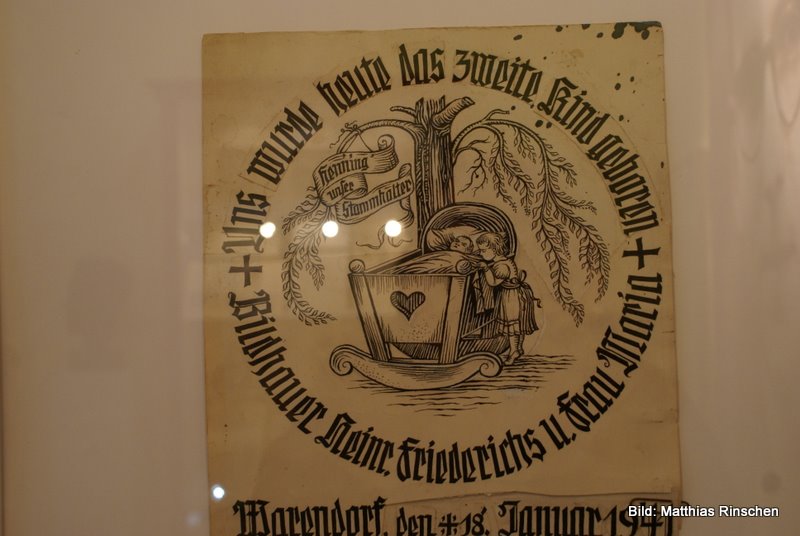 + Uns wurde heute das zweite Kind geboren +
Bildhauer Heinr. Friederichs u. Frau Maria
Henning
unser
Stammhalter
Warendorf, den 18. Januar 1941
Bild: Matthias Rinschen